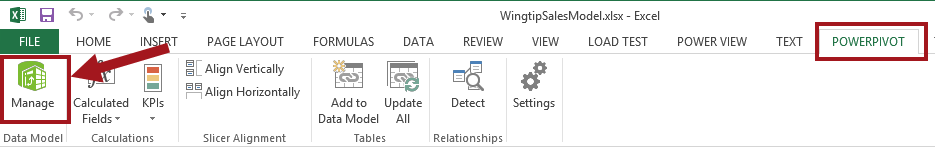 WingtipSalesModel.xlsx - Excel
FILE HOME INSERT PAGE LAYOUT FORMULAS DATA REVIEW VIEW LOAD TEST POWER VIEW TEXT POWERPIVOT
Manage
Data Model
Calculated
Fields
KPIs
Calculations
Align Vertically
Align Horizontally
Slicer Alignment
Add to
Data Model
Update
All
Tables
Detect
Relationships
Settings